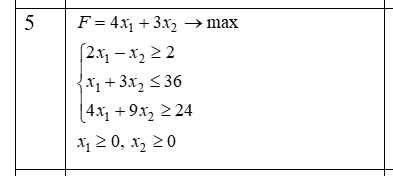 5
F = 4x₁ + 3x₂ → max
2x₁ − x₂ ≥ 2
x₁ + 3x₂ ≤ 36
4x₁ + 9x₂ ≥ 24
x₁ ≥ 0, x₂ ≥ 0